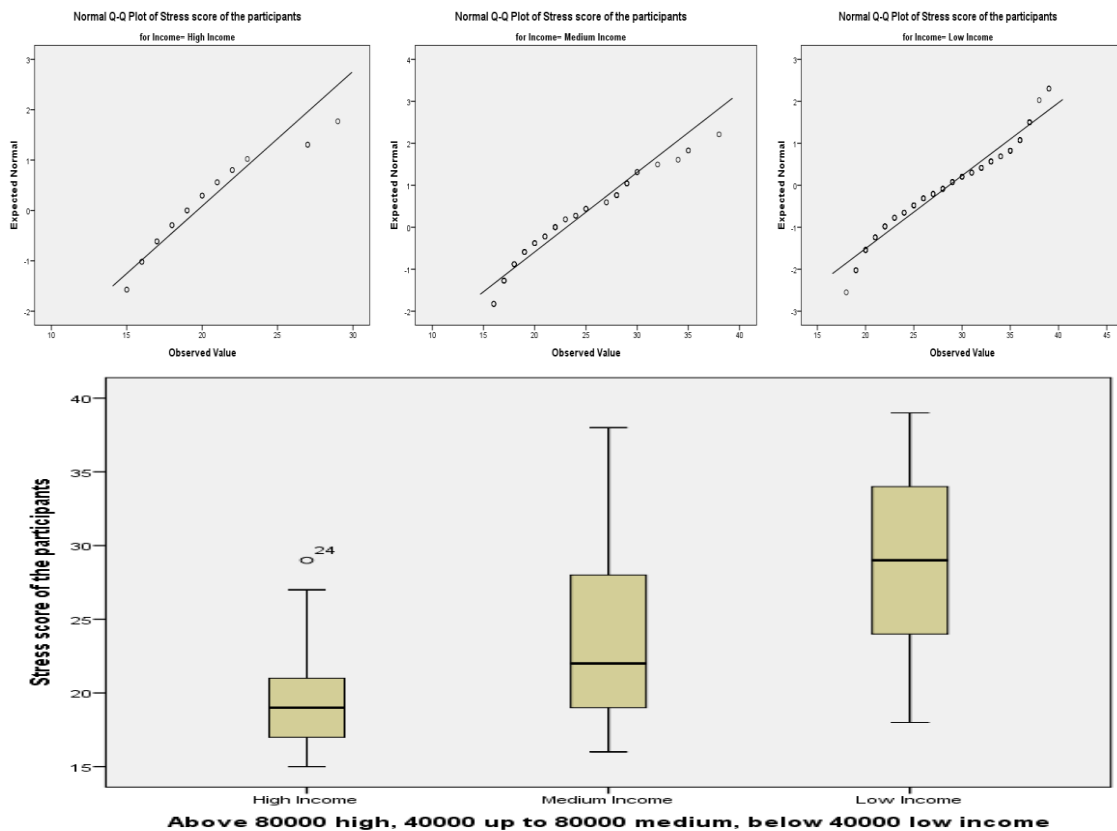 Normal Q-Q Plot of Stress score of the participants
for Income= High Income
Expected Normal
3
2
1
0
-1
-2
10 15 20 25 30
Observed Value
Normal Q-Q Plot of Stress score of the participants
for Income= Medium Income
Expected Normal
4
3
2
1
0
-1
-2
10 15 20 25 30 35 40
Observed Value
Normal Q-Q Plot of Stress score of the participants
for Income= Low Income
Expected Normal
4
3
2
1
0
-1
-2
-3
15 20 25 30 35 40 45
Observed Value
Stress score of the participants
40
35
30
25
20
15
24
High Income Medium Income Low Income
Above 80000 high, 40000 up to 80000 medium, below 40000 low income